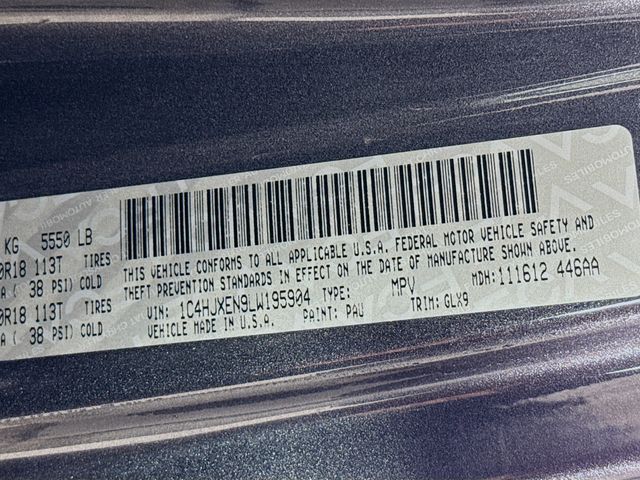 KG 5550 LB
0R18 113T TIRES
A ( 38 PSI) COLD
0R18 113T TIRES
A ( 38 PSI) COLD
THIS VEHICLE CONFORMS TO ALL APPLICABLE U.S.A. FEDERAL MOTOR VEHICLE SAFETY AND
THEFT PREVENTION STANDARDS IN EFFECT ON THE DATE OF MANUFACTURE SHOWN ABOVE.
VIN: 1C4HJXEN9LW195904 TYPE: MPV MDH: 111612 446AA
VEHICLE MADE IN U.S.A. PAINT: PAU TRIM: GLX9